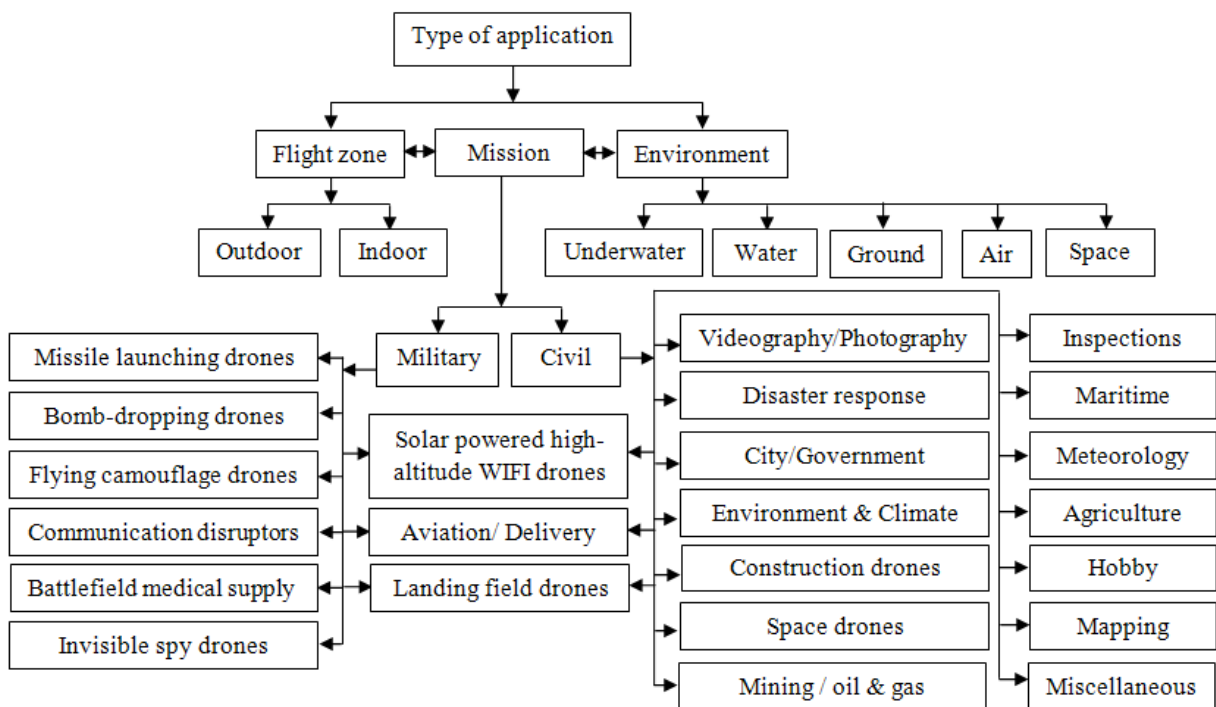 Type of application
Flight zone
Mission
Environment
Outdoor
Indoor
Underwater
Water
Ground
Air
Space
Military
Civil
Missile launching drones
Bomb-dropping drones
Flying camouflage drones
Communication disruptors
Battlefield medical supply
Invisible spy drones
Solar powered high-
altitude WIFI drones
Aviation/ Delivery
Landing field drones
Videography/Photography
Disaster response
City/Government
Environment & Climate
Construction drones
Space drones
Mining / oil & gas
Inspections
Maritime
Meteorology
Agriculture
Hobby
Mapping
Miscellaneous